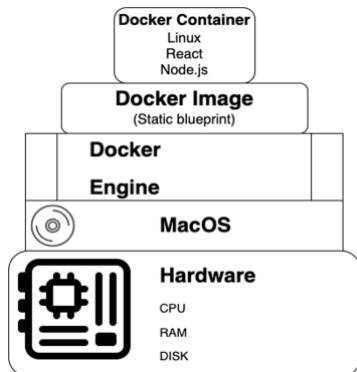 Docker Container
Linux
React
Node.js
Docker Image
(Static blueprint)
Docker
Engine
MacOS
Hardware
CPU
RAM
DISK